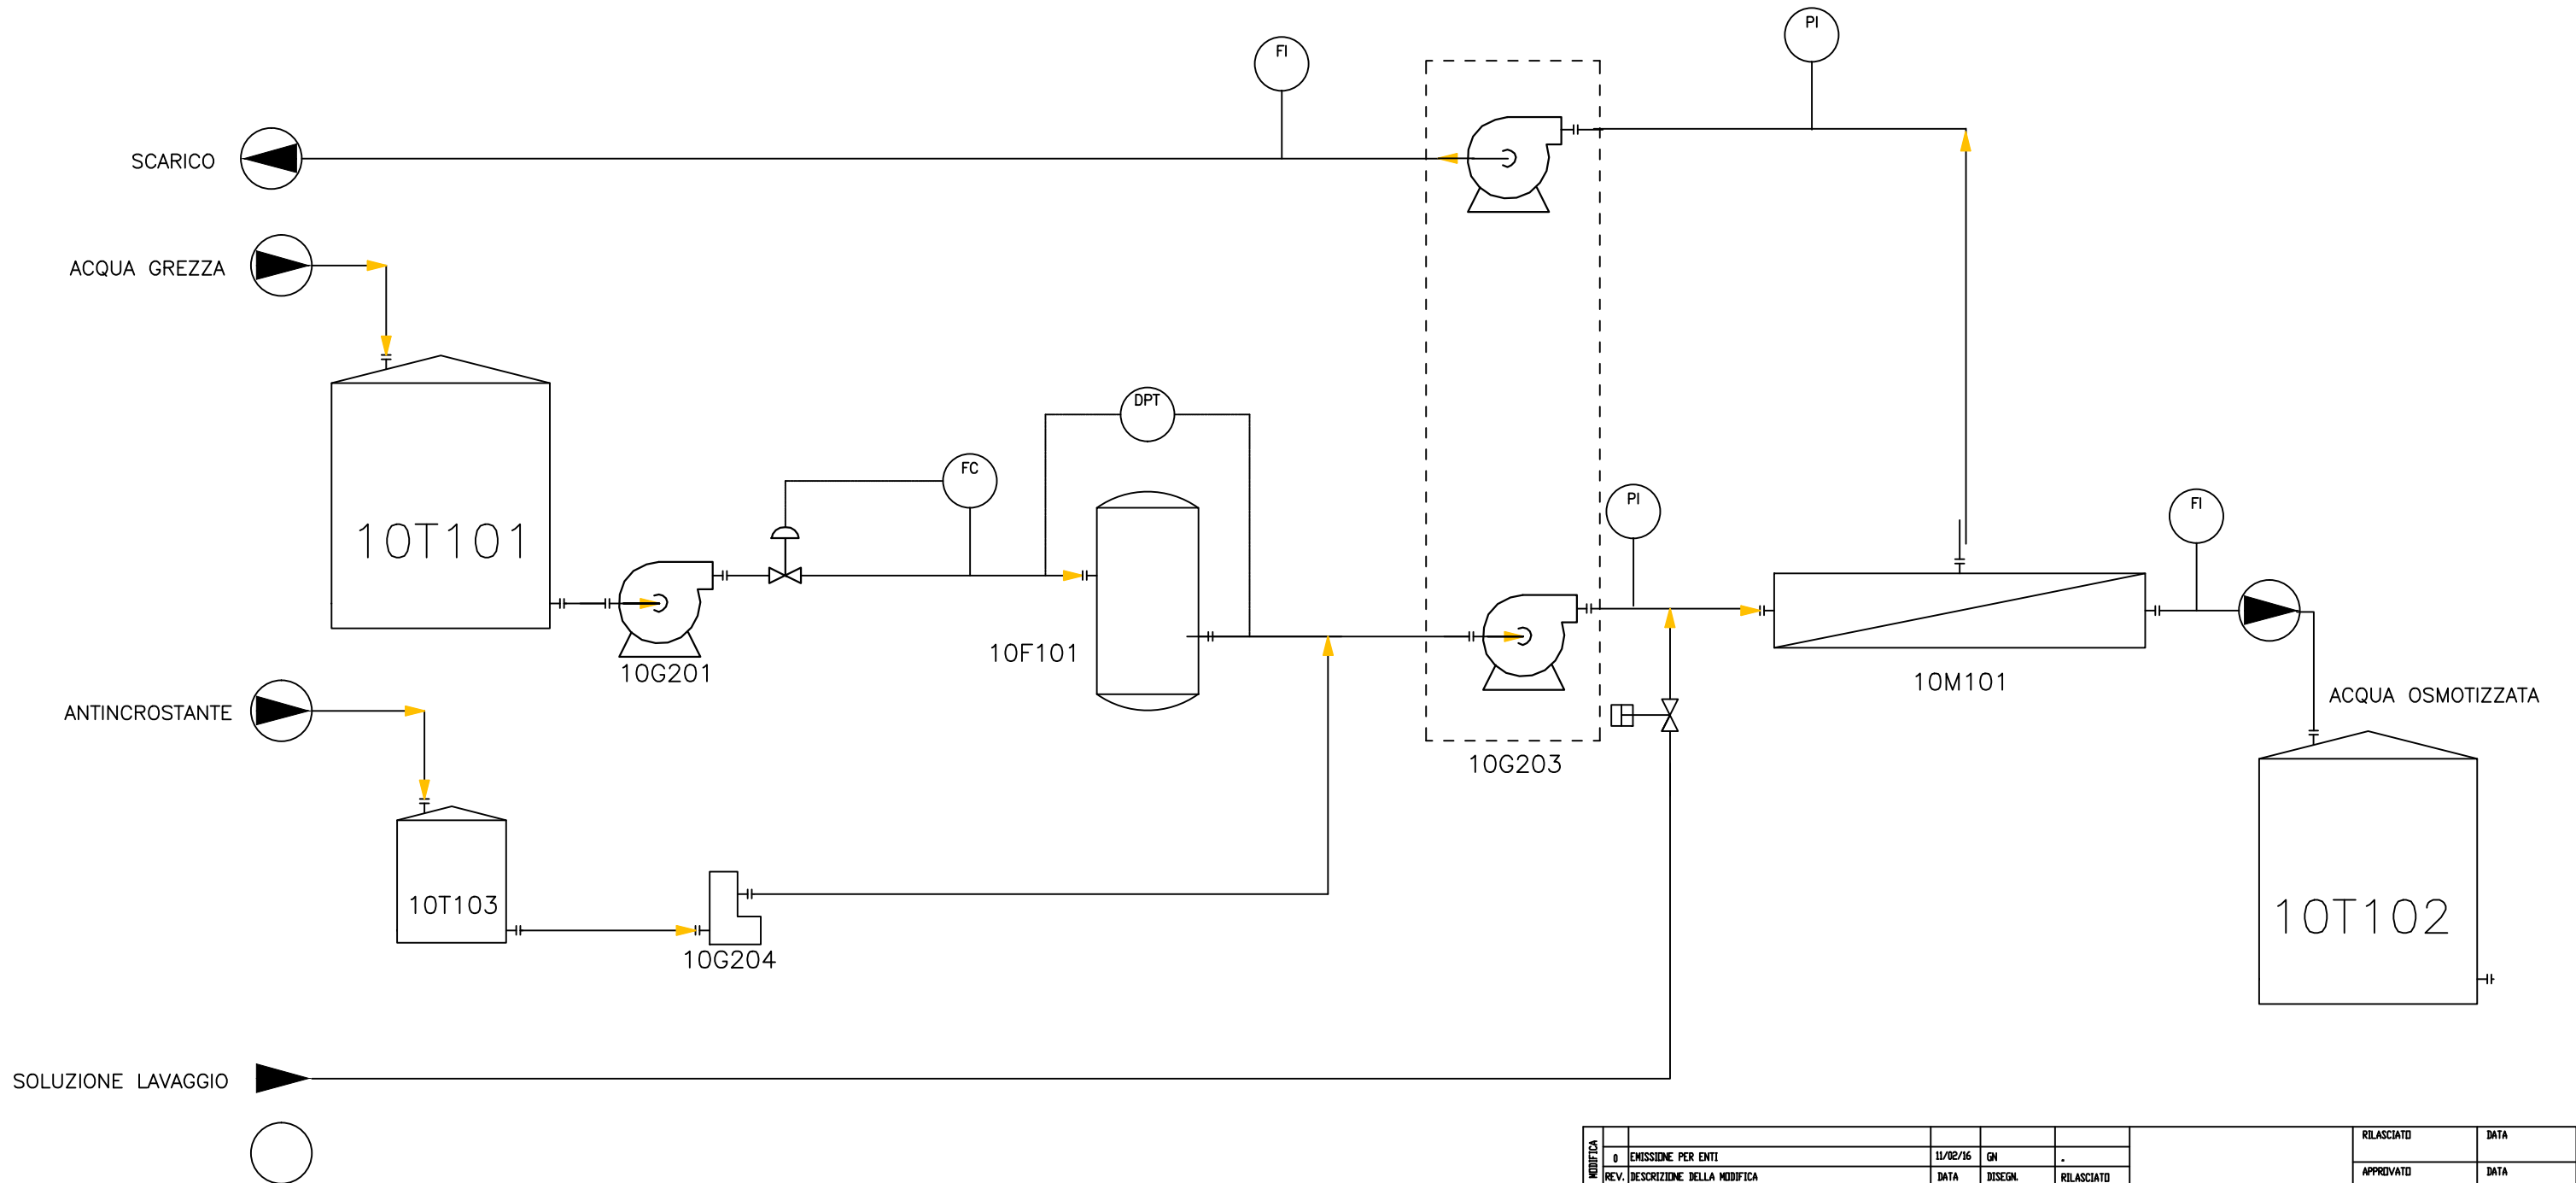 PI
FI
SCARICO
ACQUA GREZZA
DPT
FC
PI
FI
10T101
10F101
10G201
10M101
ACQUA OSMOTIZZATA
ANTINCROSTANTE
10G203
10T103
10T102
10G204
SOLUZIONE LAVAGGIO
MODIFICA
RILASCIATO DATA
0 EMISSIONE PER ENTI 11/02/16 GN .
APPROVATO DATA
REV. DESCRIZIONE DELLA MODIFICA DATA DISEGN. RILASCIATO